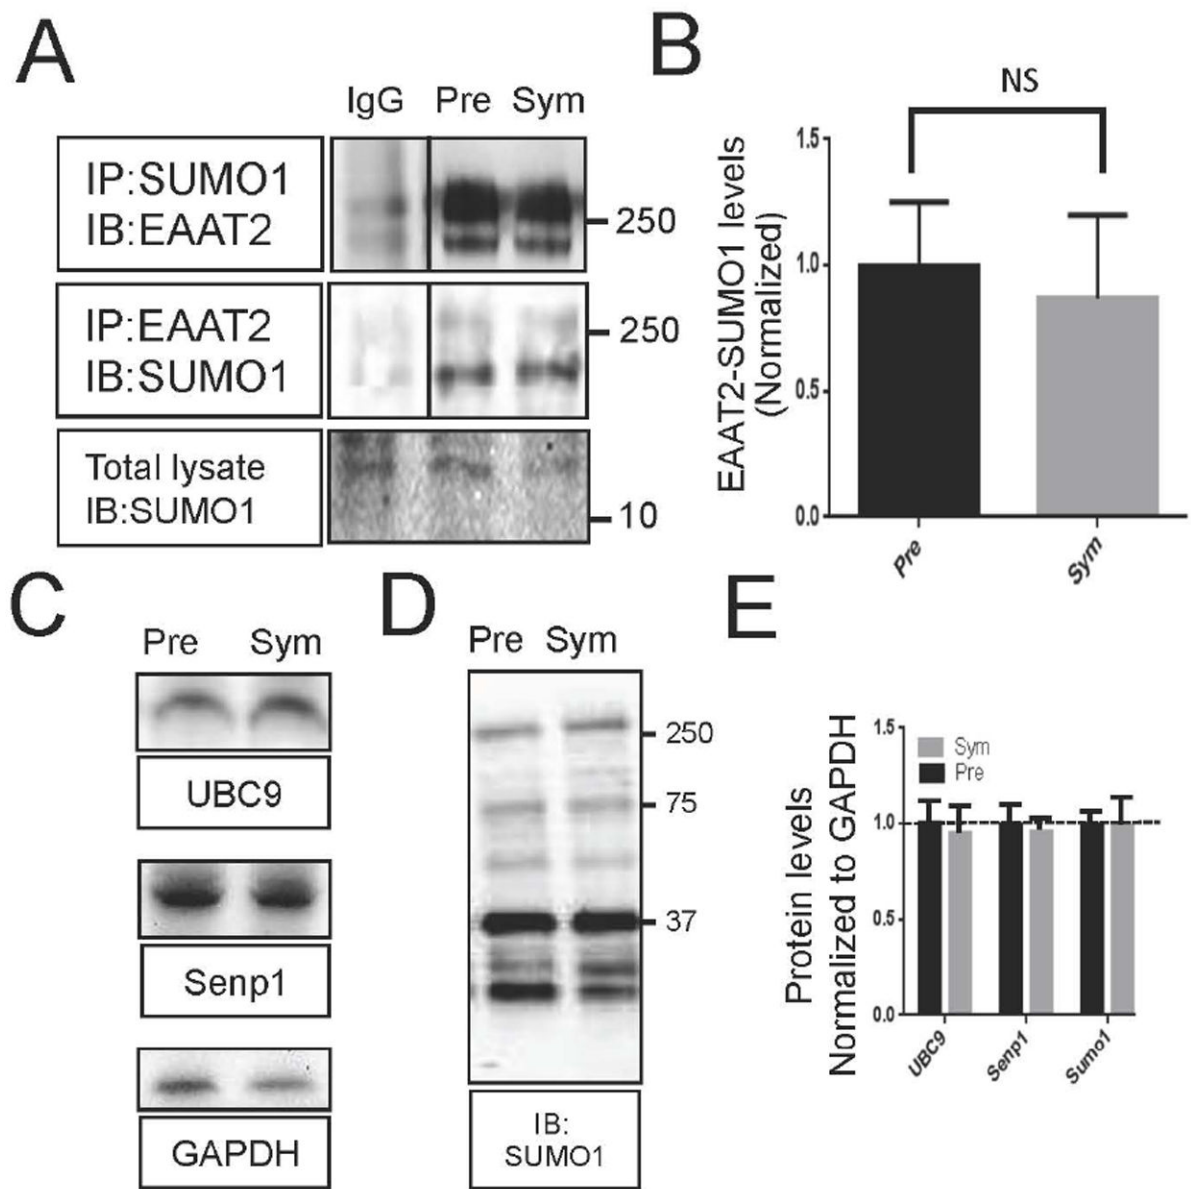 A
IgG Pre Sym
IP:SUMO1
IB:EAAT2
250
IP:EAAT2
IB:SUMO1
250
Total lysate
IB:SUMO1
10
B
NS
EAAT2-SUMO1 levels
(Normalized)
1.5
1.0
0.5
0.0
Pre
Sym
C
Pre Sym
UBC9
Senp1
GAPDH
D
Pre Sym
250
75
37
IB:
SUMO1
E
Protein levels
Normalized to GAPDH
1.5
1.0
0.5
0.0
Sym
Pre
UBC9
Senp1
Sumo1